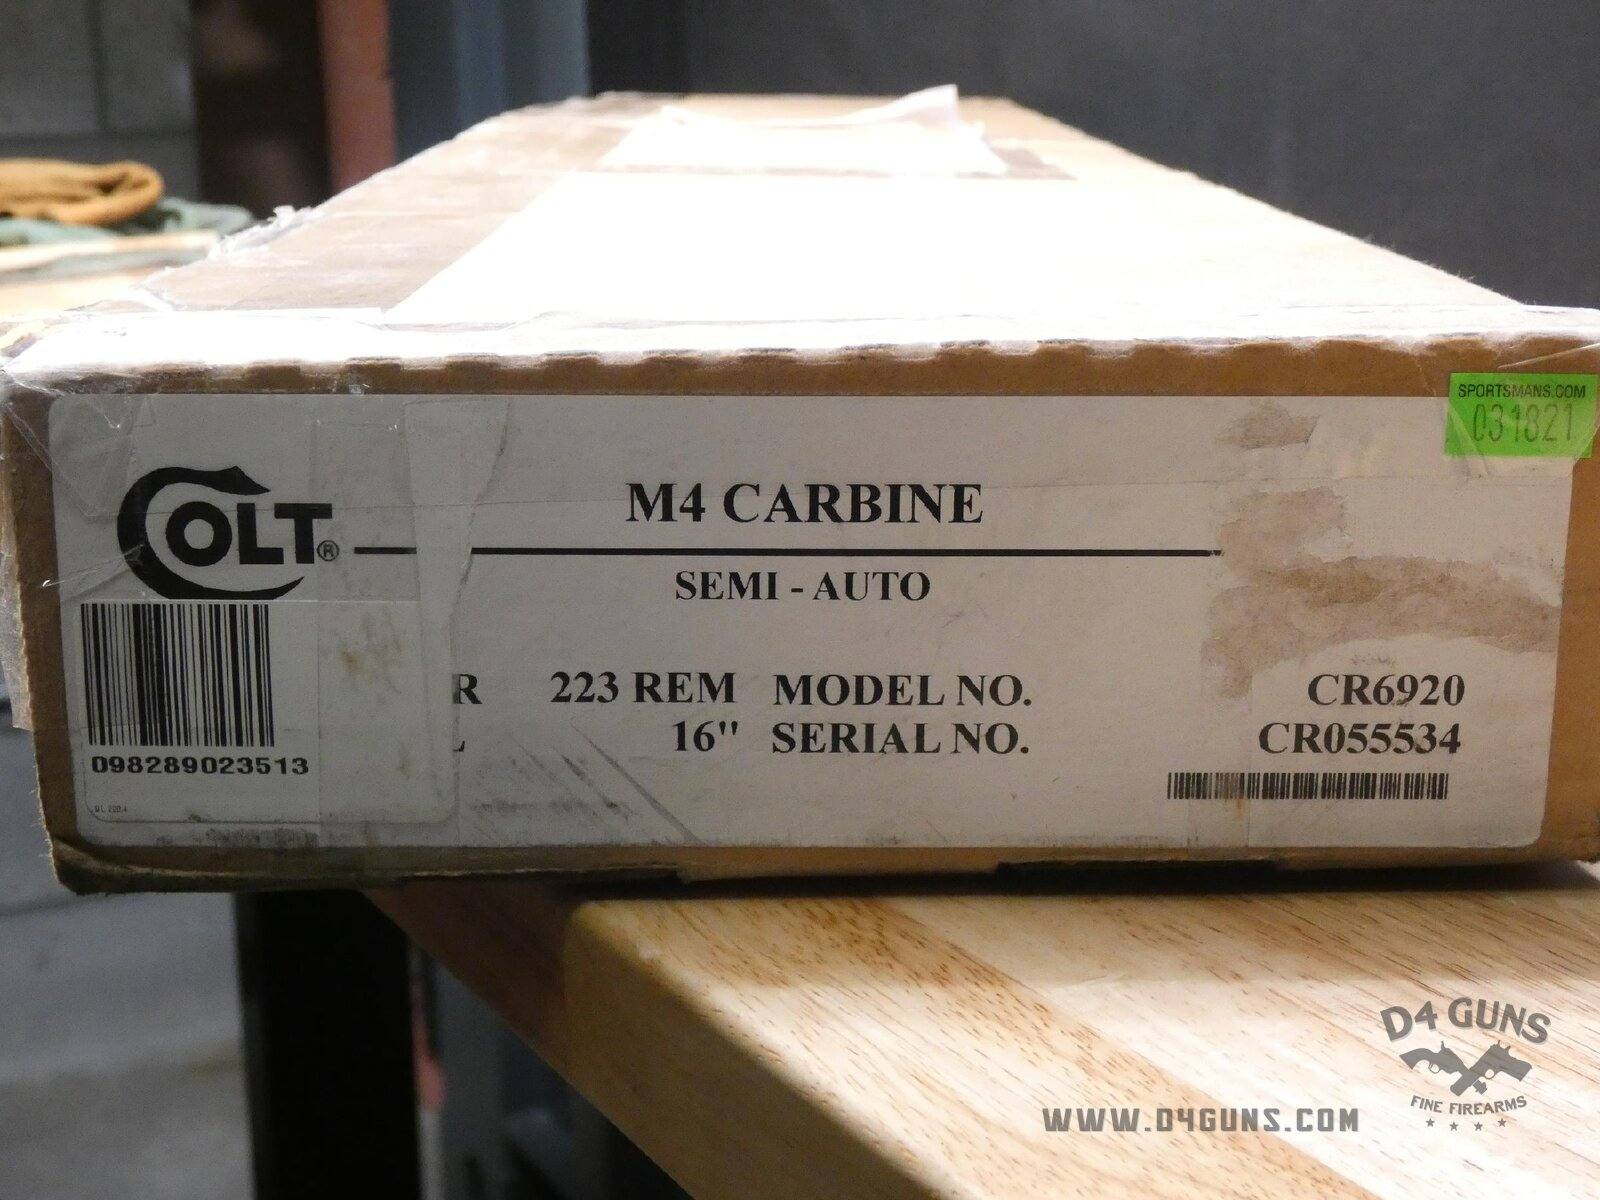 SPORTSMANS.COM
031821
COLT®
M4 CARBINE
SEMI - AUTO
R 223 REM MODEL NO. CR6920
16" SERIAL NO. CR055534
098289023513
D4 GUNS
FINE FIREARMS
WWW.D4GUNS.COM